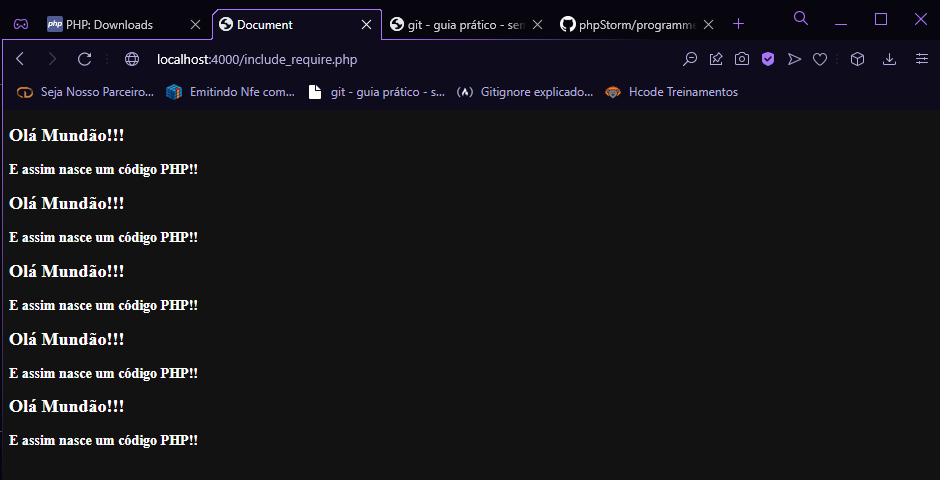 PHP: Downloads
Document
git - guia prático - sem
phpStorm/programme
localhost:4000/include_require.php
Seja Nosso Parceiro...
Emitindo Nfe com...
git - guia prático - s...
Gitignore explicado...
Hcode Treinamentos
Olá Mundão!!!
E assim nasce um código PHP!!
Olá Mundão!!!
E assim nasce um código PHP!!
Olá Mundão!!!
E assim nasce um código PHP!!
Olá Mundão!!!
E assim nasce um código PHP!!
Olá Mundão!!!
E assim nasce um código PHP!!